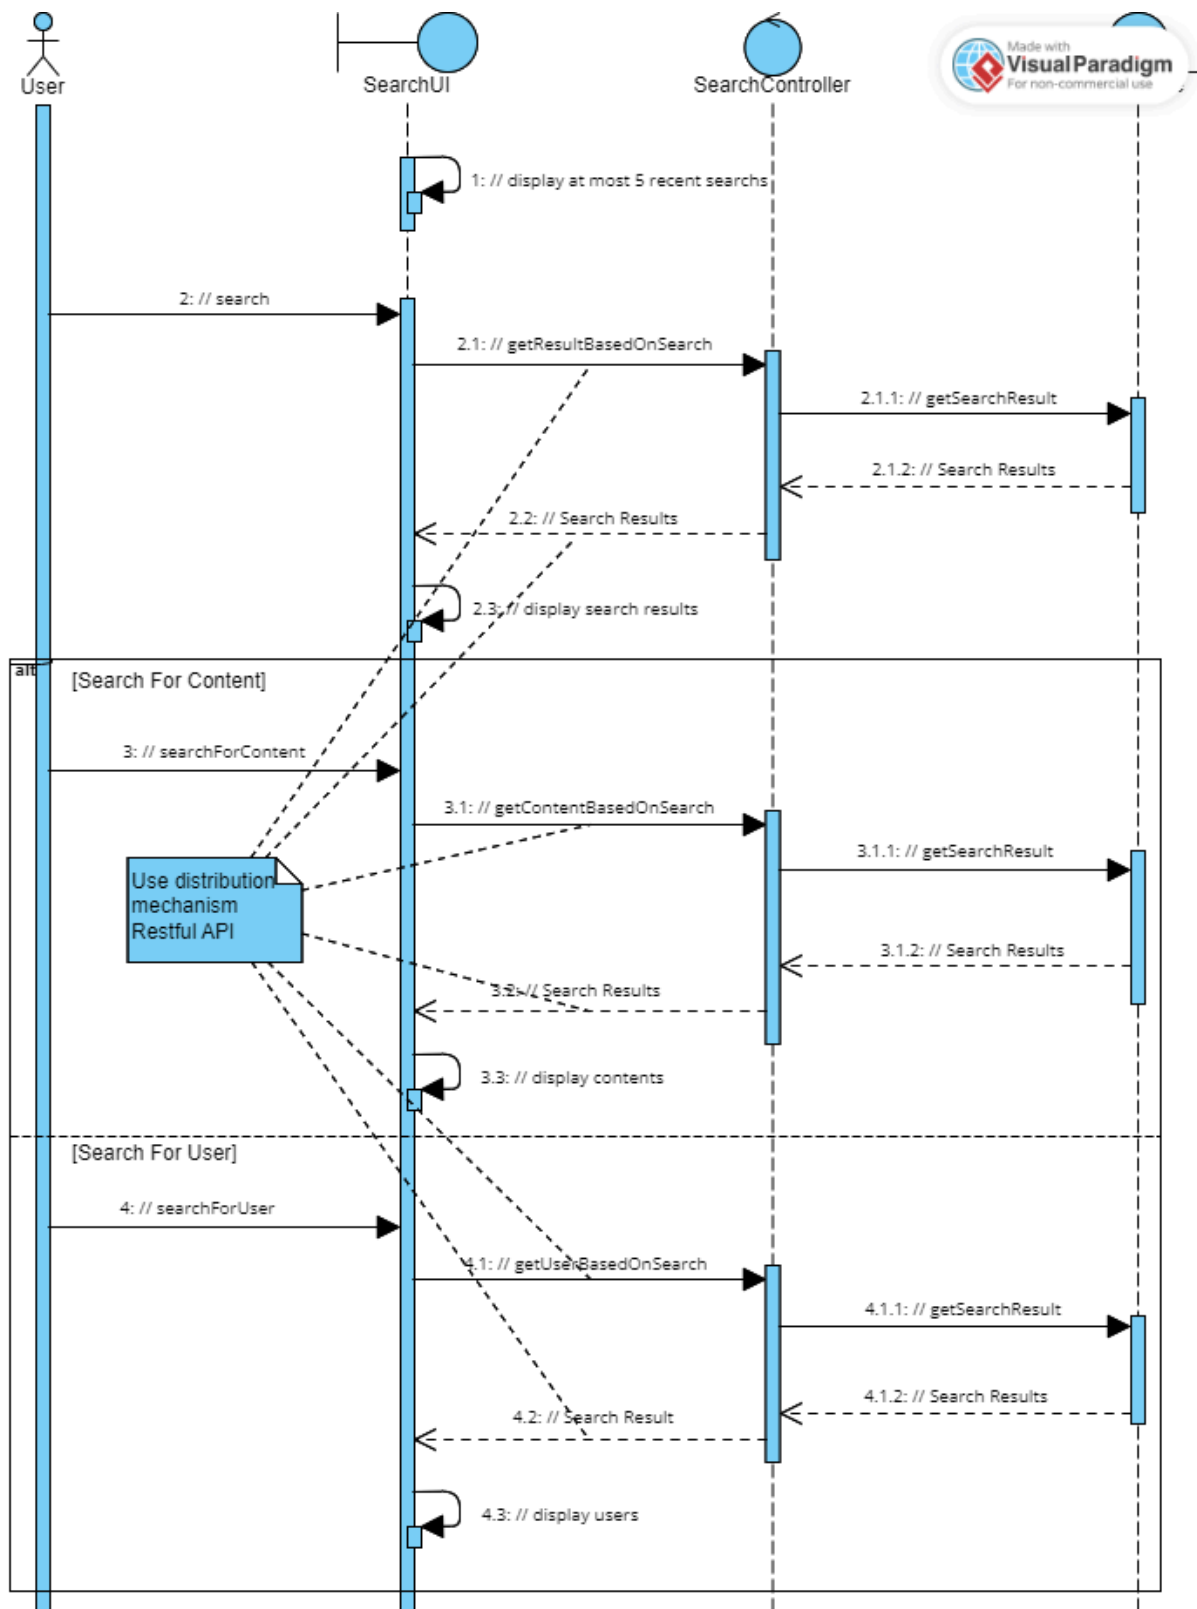 Made with
Visual Paradigm
For non-commercial use
User
SearchUI
SearchController
1: // display at most 5 recent searchs
2: // search
2.1: // getResultBasedOnSearch
2.1.1: // getSearchResult
2.1.2: // Search Results
2.2: // Search Results
2.3: // display search results
alt
[Search For Content]
3: // searchForContent
3.1: // getContentBasedOnSearch
3.1.1: // getSearchResult
Use distribution
mechanism
Restful API
3.1.2: // Search Results
3.2: // Search Results
3.3: // display contents
[Search For User]
4: // searchForUser
4.1: // getUserBasedOnSearch
4.1.1: // getSearchResult
4.1.2: // Search Results
4.2: // Search Result
4.3: // display users